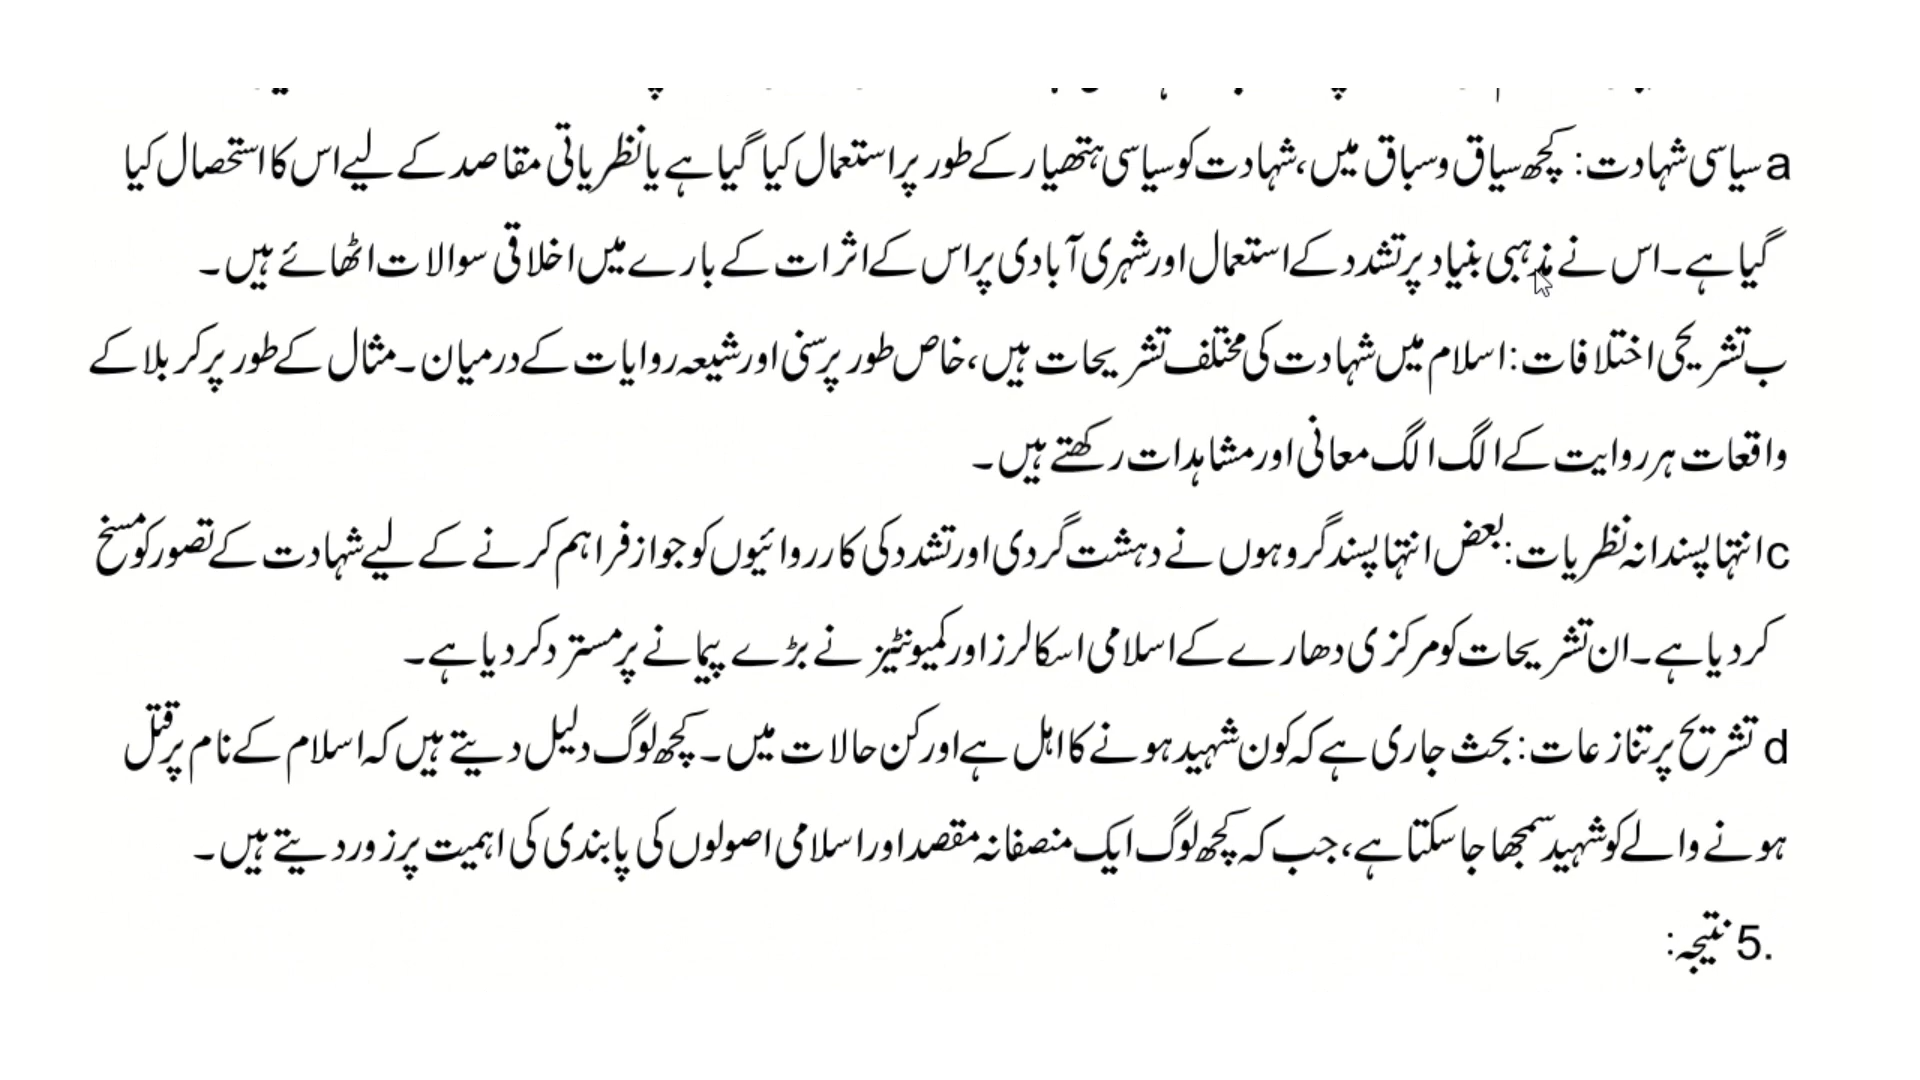 a سیاسی شہادت: کچھ سیاق و سباق میں، شہادت کو سیاسی ہتھیار کے طور پر استعمال کیا گیا ہے یا نظریاتی مقاصد کے لیے اس کا استحصال کیا
گیا ہے۔ اس نے مذہبی بنیاد پر تشدد کے استعمال اور شہری آبادی پر اس کے اثرات کے بارے میں اخلاقی سوالات اٹھائے ہیں۔
ب تشریحی اختلافات: اسلام میں شہادت کی مختلف تشریحات ہیں، خاص طور پر سنی اور شیعہ روایات کے درمیان۔ مثال کے طور پر کربلا کے
واقعات ہر روایت کے الگ الگ معانی اور مشاہدات رکھتے ہیں۔
c انتہا پسندانہ نظریات: بعض انتہا پسند گروہوں نے دہشت گردی اور تشدد کی کارروائیوں کو جواز فراہم کرنے کے لیے شہادت کے تصور کو مسخ
کر دیا ہے۔ ان تشریحات کو مرکزی دھارے کے اسلامی اسکالرز اور کمیونٹیز نے بڑے پیمانے پر مسترد کر دیا ہے۔
d تشریح پر تنازعات: بحث جاری ہے کہ کون شہید ہونے کا اہل ہے اور کن حالات میں۔ کچھ لوگ دلیل دیتے ہیں کہ اسلام کے نام پر قتل
ہونے والے کو شہید سمجھا جا سکتا ہے، جب کہ کچھ لوگ ایک منصفانہ مقصد اور اسلامی اصولوں کی پابندی کی اہمیت پر زور دیتے ہیں۔
5. نتیجہ: